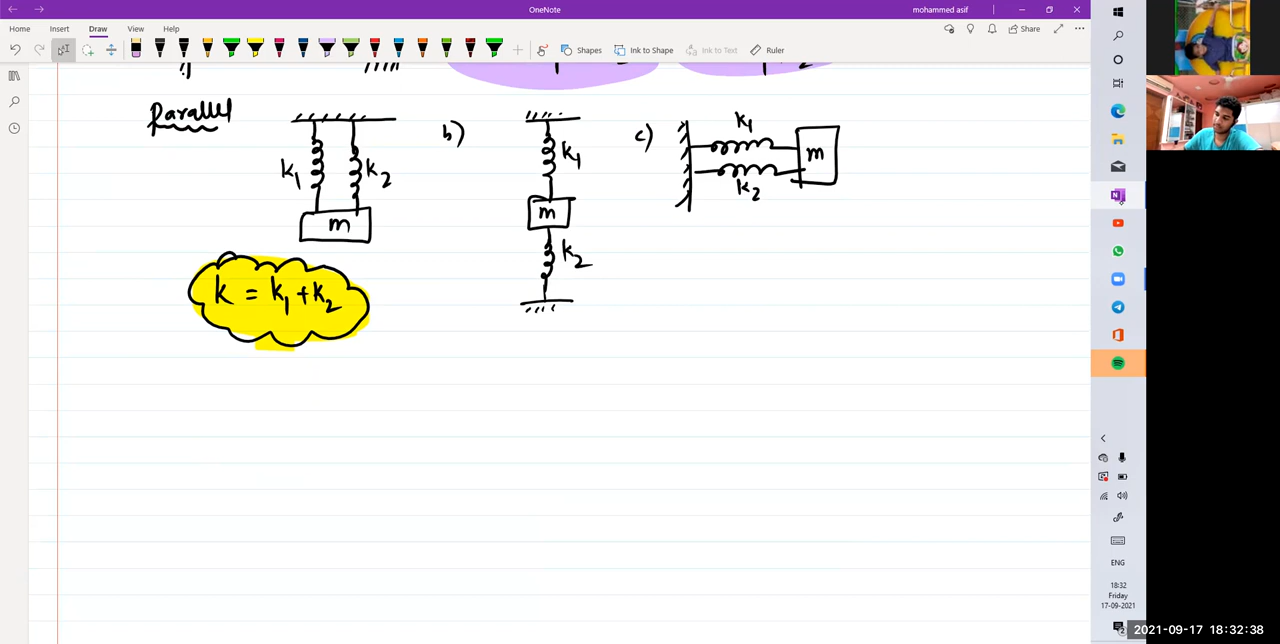 OneNote
mohammed asif
Home Insert Draw View Help
Share
Shapes Ink to Shape Ink to Text Ruler
Parallel
k1 k2
m
k = k1 + k2
b)
k1
m
k2
c)
k1
m
k2
ENG
18:32
Friday
17-09-2021
2021-09-17 18:32:38